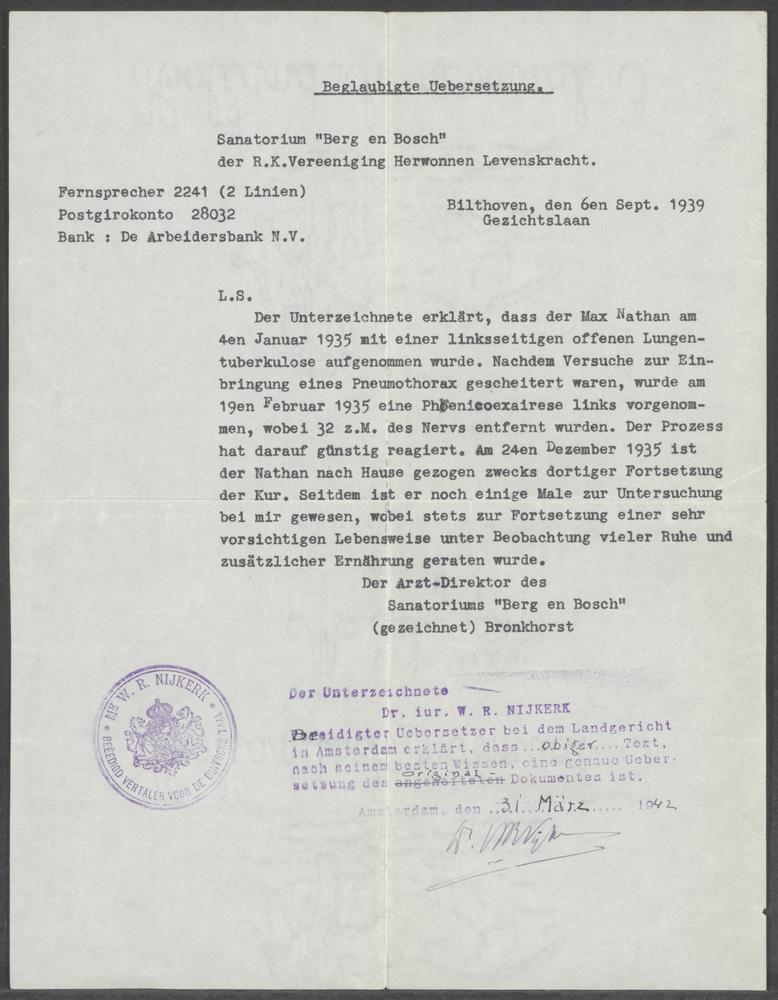 Beglaubigte Uebersetzung.
Sanatorium "Berg en Bosch"
der R.K.Vereeniging Herwonnen Levenskracht.
Fernsprecher 2241 (2 Linien)
Postgirokonto 28032
Bank : De Arbeidersbank N.V.
Bilthoven, den 6en Sept. 1939
Gezichtslaan
L.S.
Der Unterzeichnete erklärt, dass der Max Nathan am
4en Januar 1935 mit einer linksseitigen offenen Lungen-
tuberkulose aufgenommen wurde. Nachdem Versuche zur Ein-
bringung eines Pneumothorax gescheitert waren, wurde am
19en Februar 1935 eine Phrenicoexairese links vorgenom-
men, wobei 32 z.M. des Nervs entfernt wurden. Der Prozess
hat darauf günstig reagiert. Am 24en Dezember 1935 ist
der Nathan nach Hause gezogen zwecks dortiger Fortsetzung
der Kur. Seitdem ist er noch einige Male zur Untersuchung
bei mir gewesen, wobei stets zur Fortsetzung einer sehr
vorsichtigen Lebensweise unter Beobachtung vieler Ruhe und
zusätzlicher Ernährung geraten wurde.
Der Arzt-Direktor des
Sanatoriums "Berg en Bosch"
(gezeichnet) Bronkhorst
Mr W. R. NIJKERK
BEËEDIGD VERTALER VOOR DE DUITSCHE TAAL
Der Unterzeichnete
Dr. iur. W. R. NIJKERK
Beeidigter Uebersetzer bei dem Landgericht
in Amsterdam erklärt, dass ...obiger.... Text,
nach seinem besten Wissen, eine genaue Ueber-
setzung des angehefteten original- Dokumentes ist.
Amsterdam, den ..31. März...... 1942